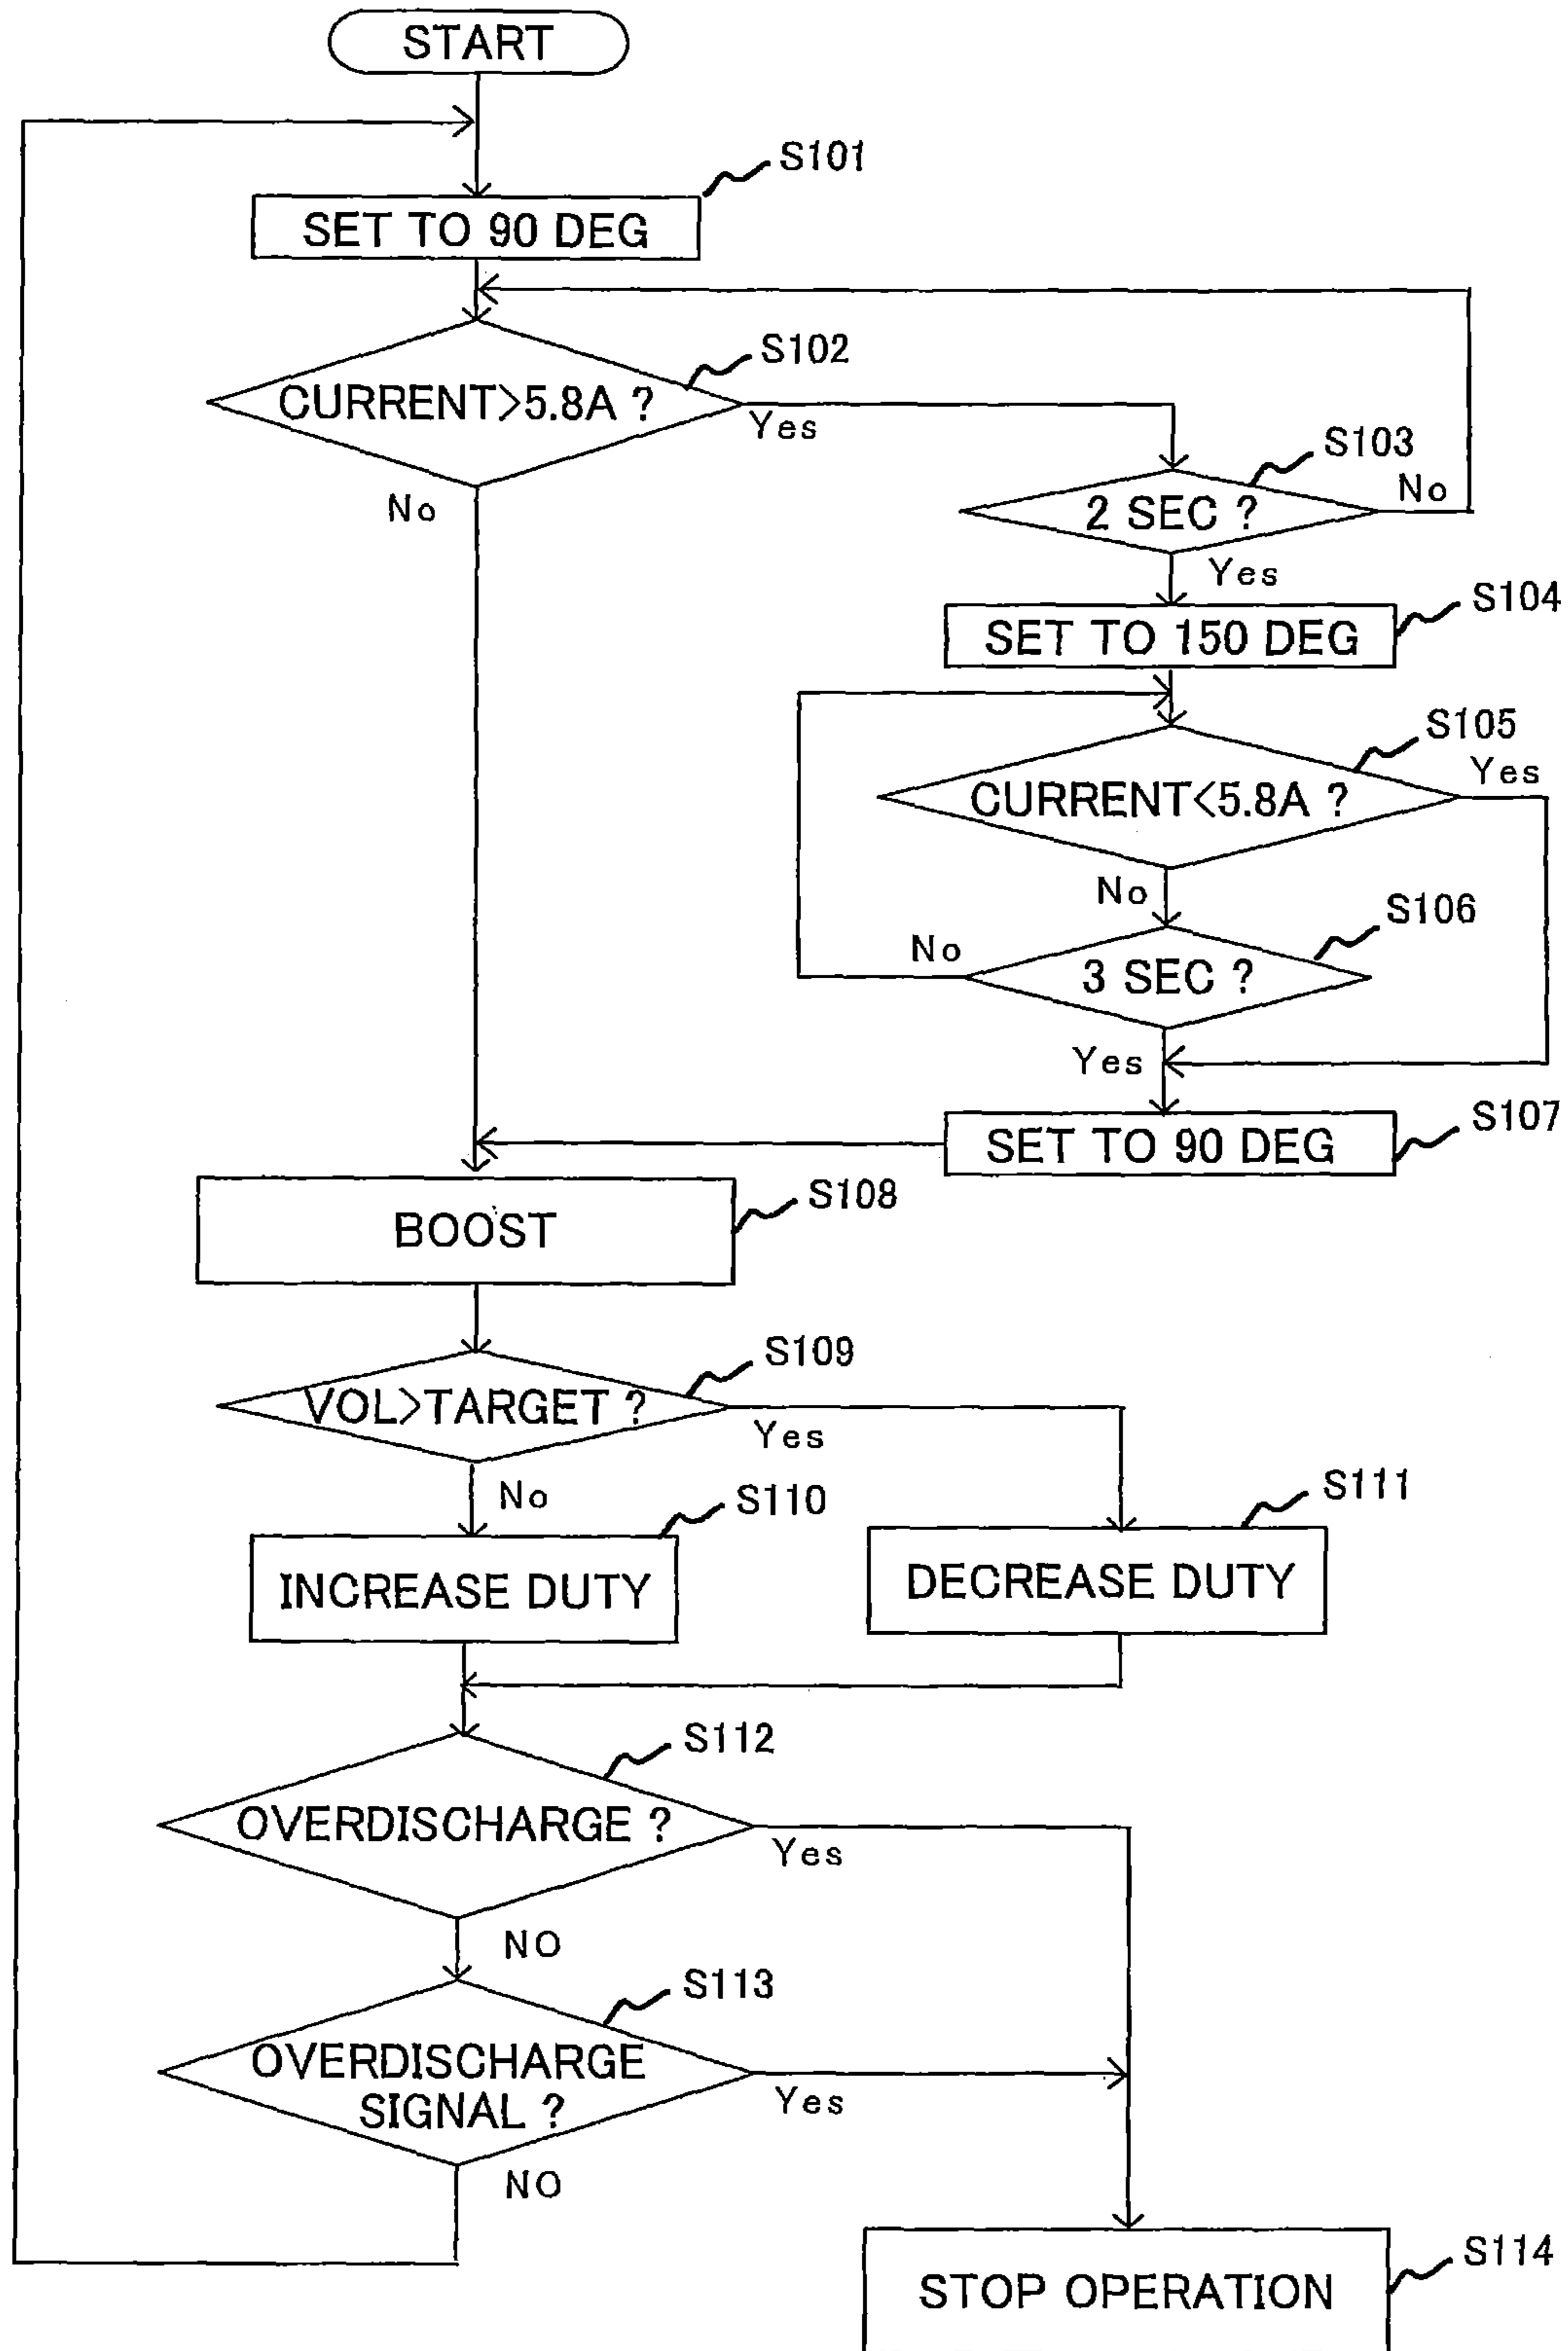 START
S101
SET TO 90 DEG
S102
CURRENT>5.8A ?
Yes
No
S103
2 SEC ?
No
Yes
S104
SET TO 150 DEG
S105
CURRENT<5.8A ?
Yes
No
S106
3 SEC ?
No
Yes
S107
SET TO 90 DEG
S108
BOOST
S109
VOL>TARGET ?
Yes
No
S110
INCREASE DUTY
S111
DECREASE DUTY
S112
OVERDISCHARGE ?
Yes
NO
S113
OVERDISCHARGE
SIGNAL ?
Yes
NO
S114
STOP OPERATION